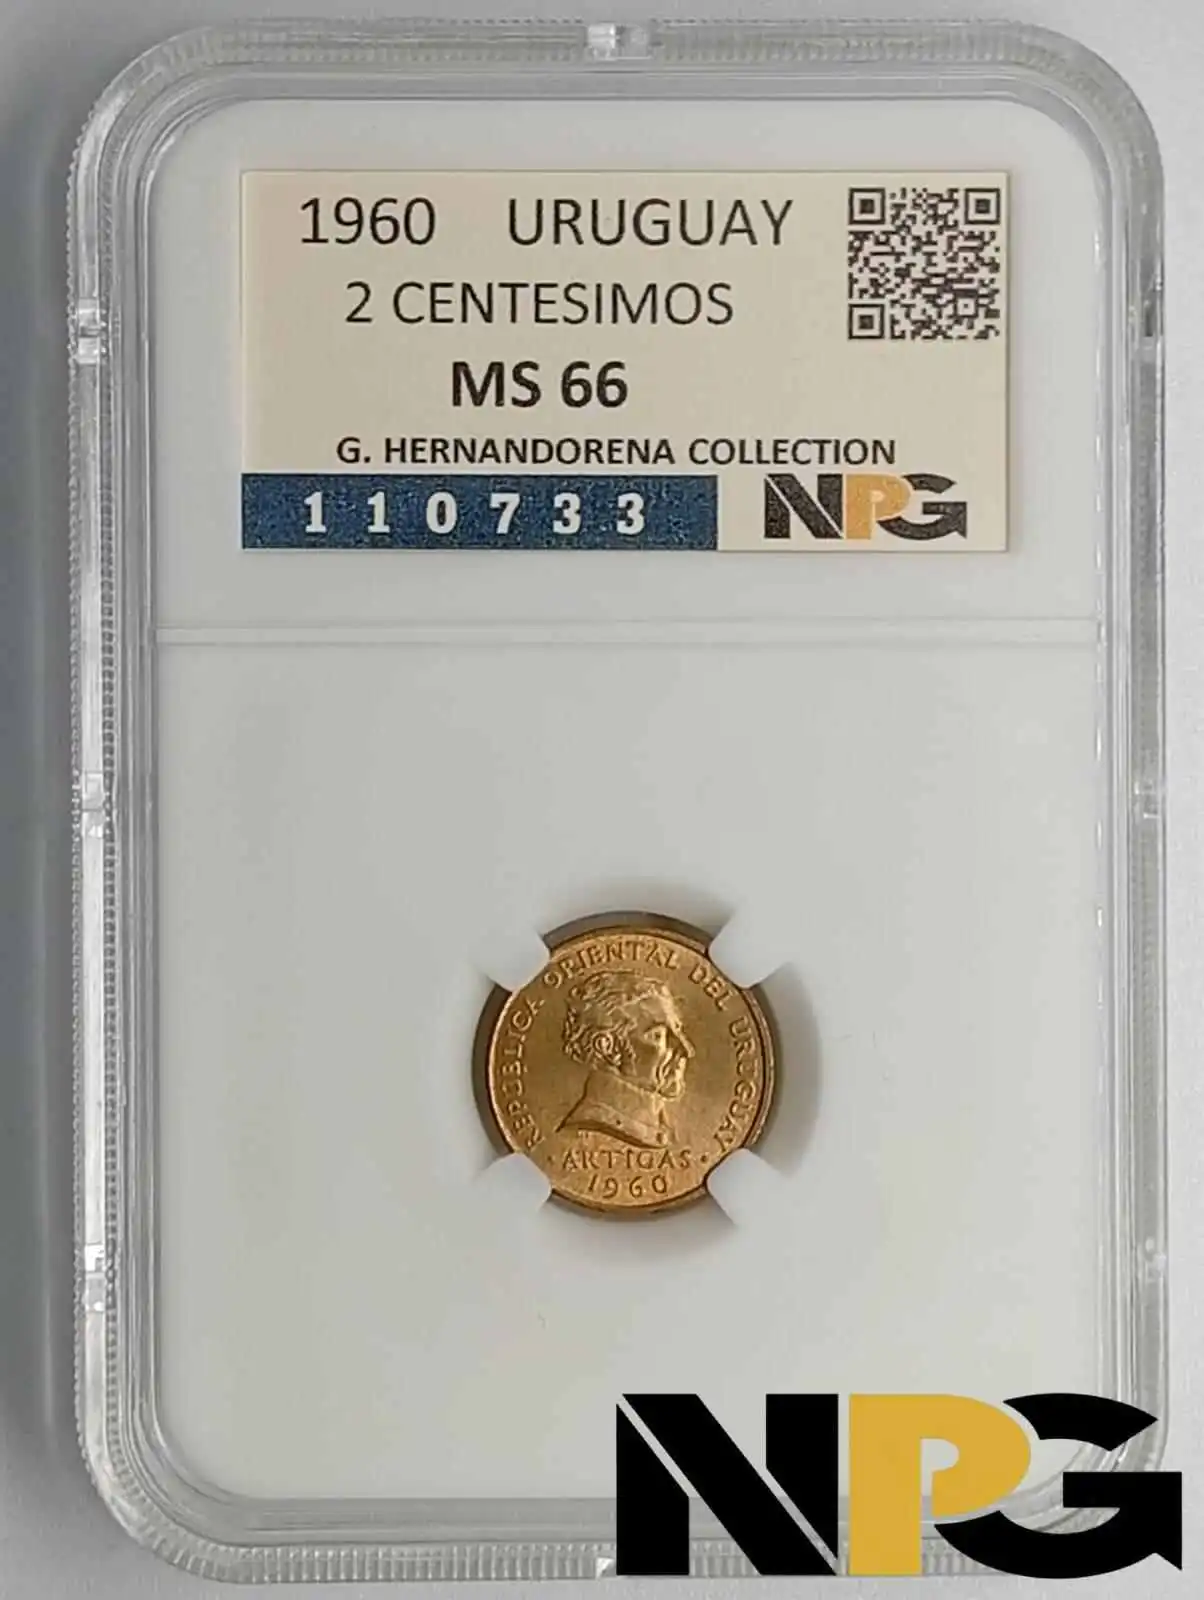 1960 URUGUAY
2 CENTESIMOS
MS 66
G. HERNANDORENA COLLECTION
110733 NPG
REPUBLICA ORIENTAL DEL URUGUAY
· ARTIGAS ·
1960
NPG